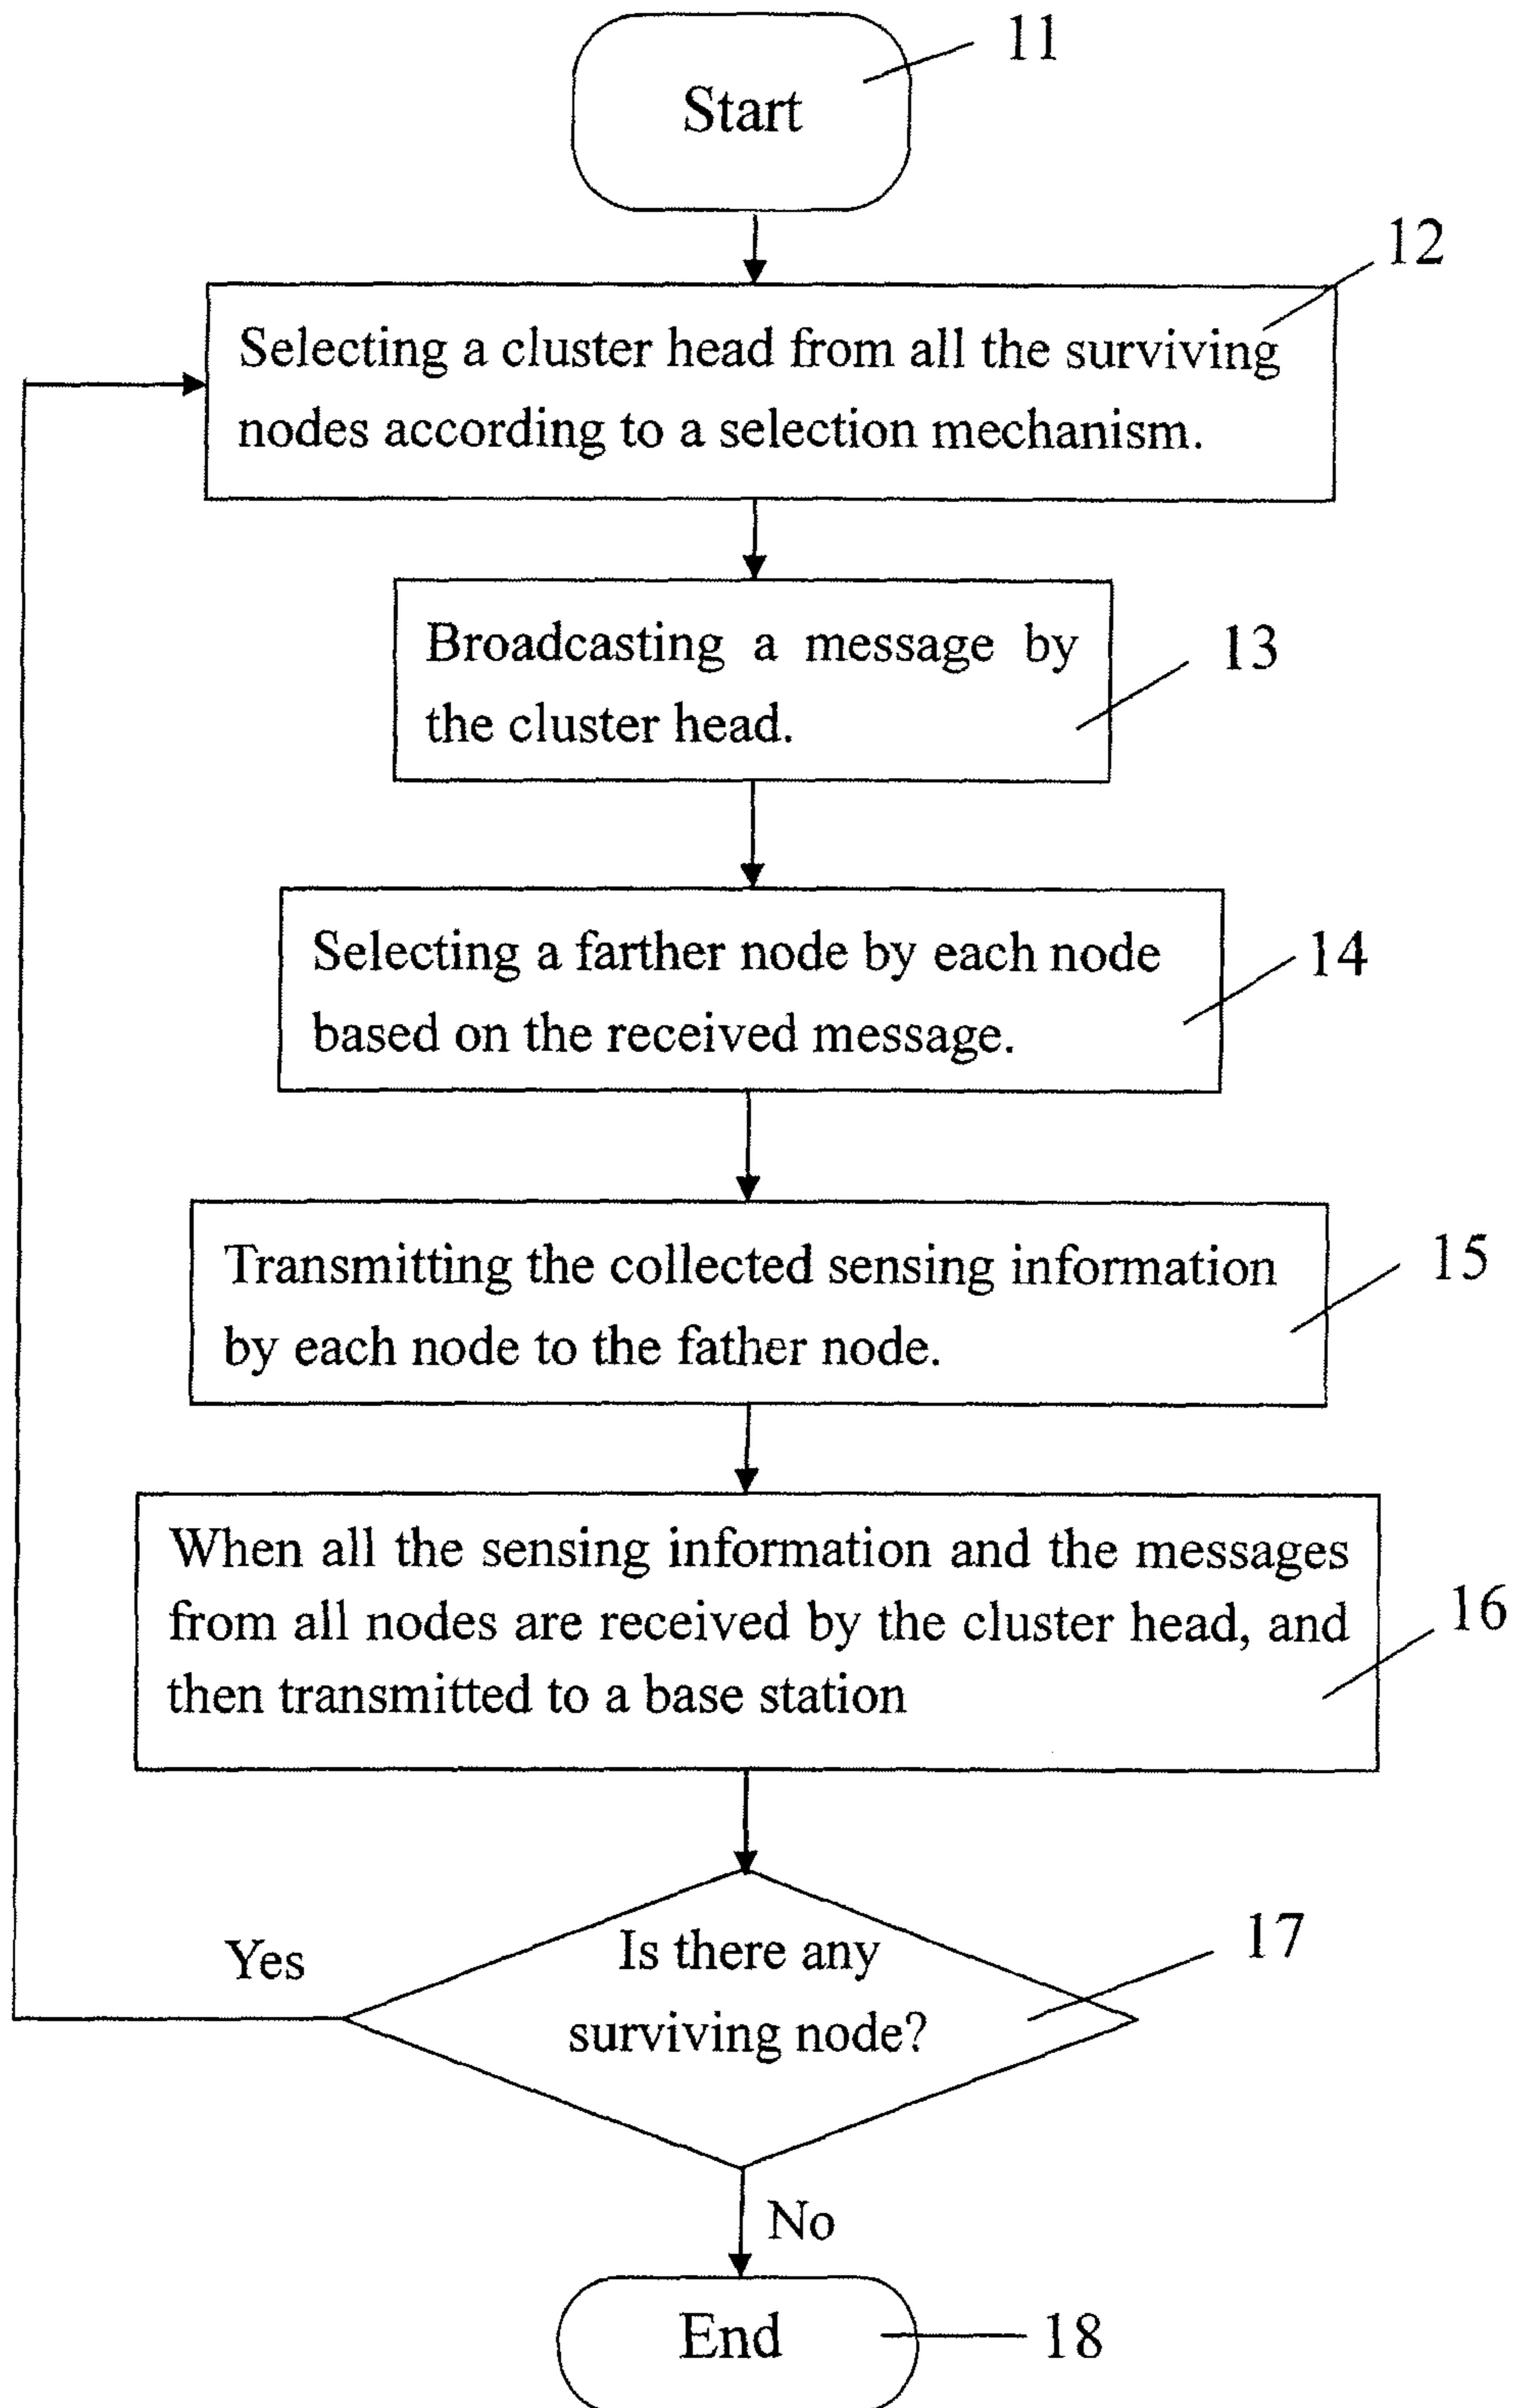 11
Start
12
Selecting a cluster head from all the surviving
nodes according to a selection mechanism.
Broadcasting a message by
the cluster head.
13
Selecting a farther node by each node
based on the received message.
14
Transmitting the collected sensing information
by each node to the father node.
15
When all the sensing information and the messages
from all nodes are received by the cluster head, and
then transmitted to a base station
16
Is there any
surviving node?
17
Yes
No
End
18